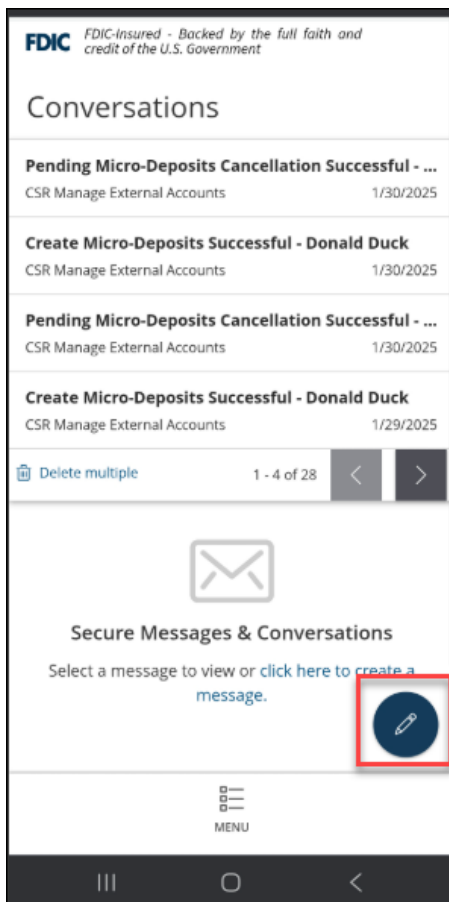 FDIC FDIC-Insured - Backed by the full faith and
credit of the U.S. Government
Conversations
Pending Micro-Deposits Cancellation Successful - ...
CSR Manage External Accounts 1/30/2025
Create Micro-Deposits Successful - Donald Duck
CSR Manage External Accounts 1/30/2025
Pending Micro-Deposits Cancellation Successful - ...
CSR Manage External Accounts 1/30/2025
Create Micro-Deposits Successful - Donald Duck
CSR Manage External Accounts 1/29/2025
Delete multiple 1 - 4 of 28
Secure Messages & Conversations
Select a message to view or click here to create a
message.
MENU